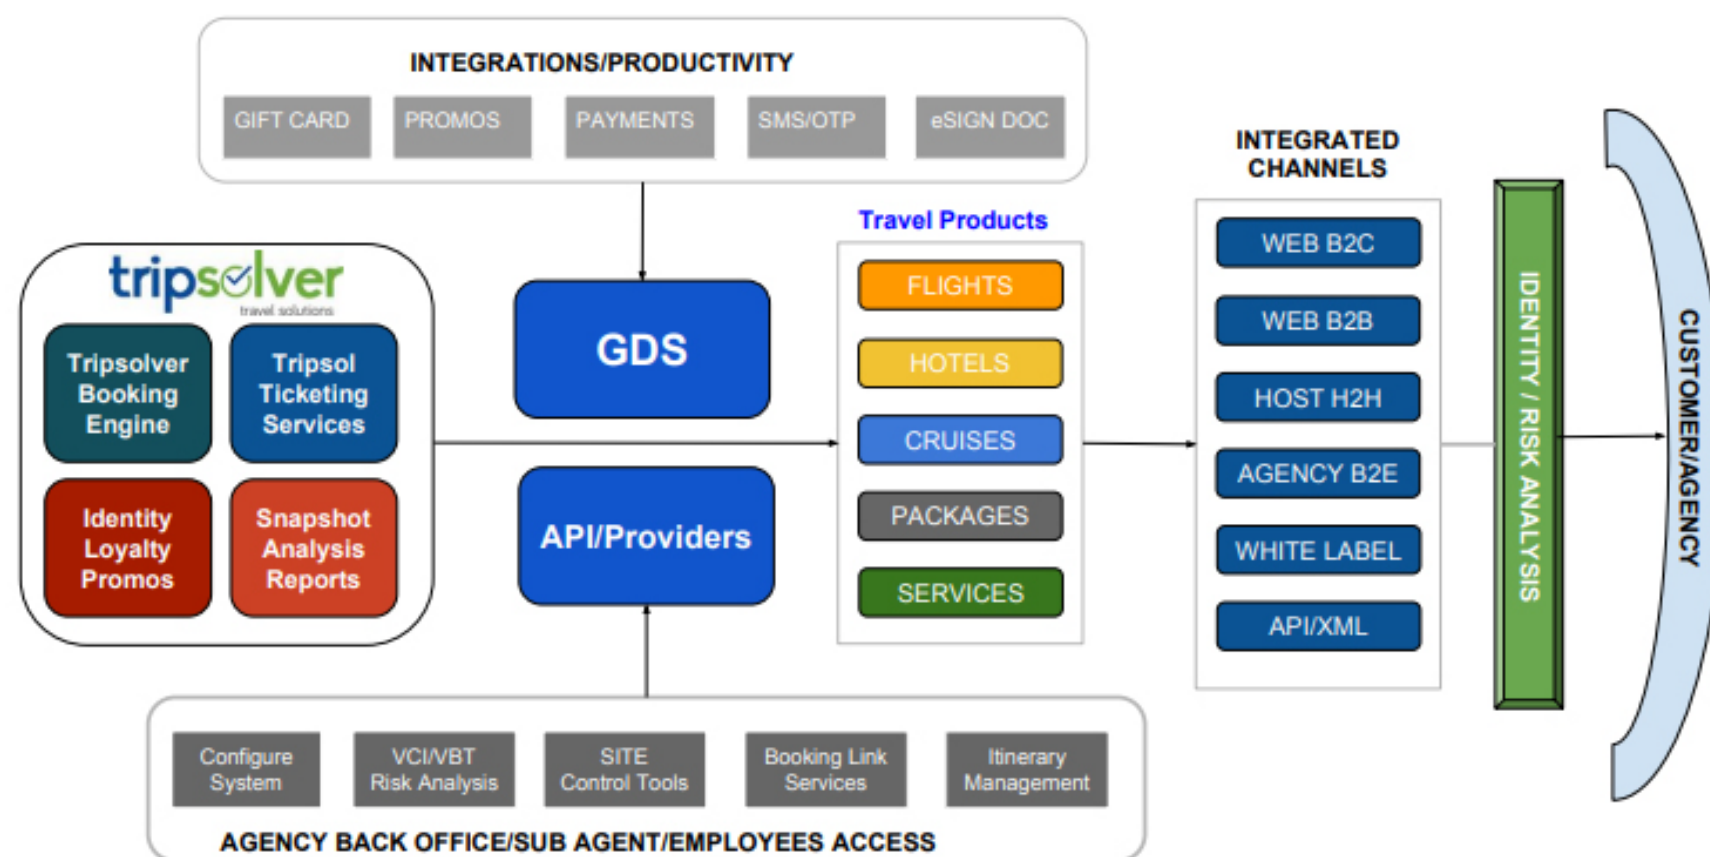 INTEGRATIONS/PRODUCTIVITY
GIFT CARD
PROMOS
PAYMENTS
SMS/OTP
eSIGN DOC
tripsolver
travel solutions
Tripsolver
Booking
Engine
Tripsol
Ticketing
Services
Identity
Loyalty
Promos
Snapshot
Analysis
Reports
GDS
API/Providers
Travel Products
FLIGHTS
HOTELS
CRUISES
PACKAGES
SERVICES
INTEGRATED
CHANNELS
WEB B2C
WEB B2B
HOST H2H
AGENCY B2E
WHITE LABEL
API/XML
IDENTITY / RISK ANALYSIS
CUSTOMER/AGENCY
Configure
System
VCI/VBT
Risk Analysis
SITE
Control Tools
Booking Link
Services
Itinerary
Management
AGENCY BACK OFFICE/SUB AGENT/EMPLOYEES ACCESS